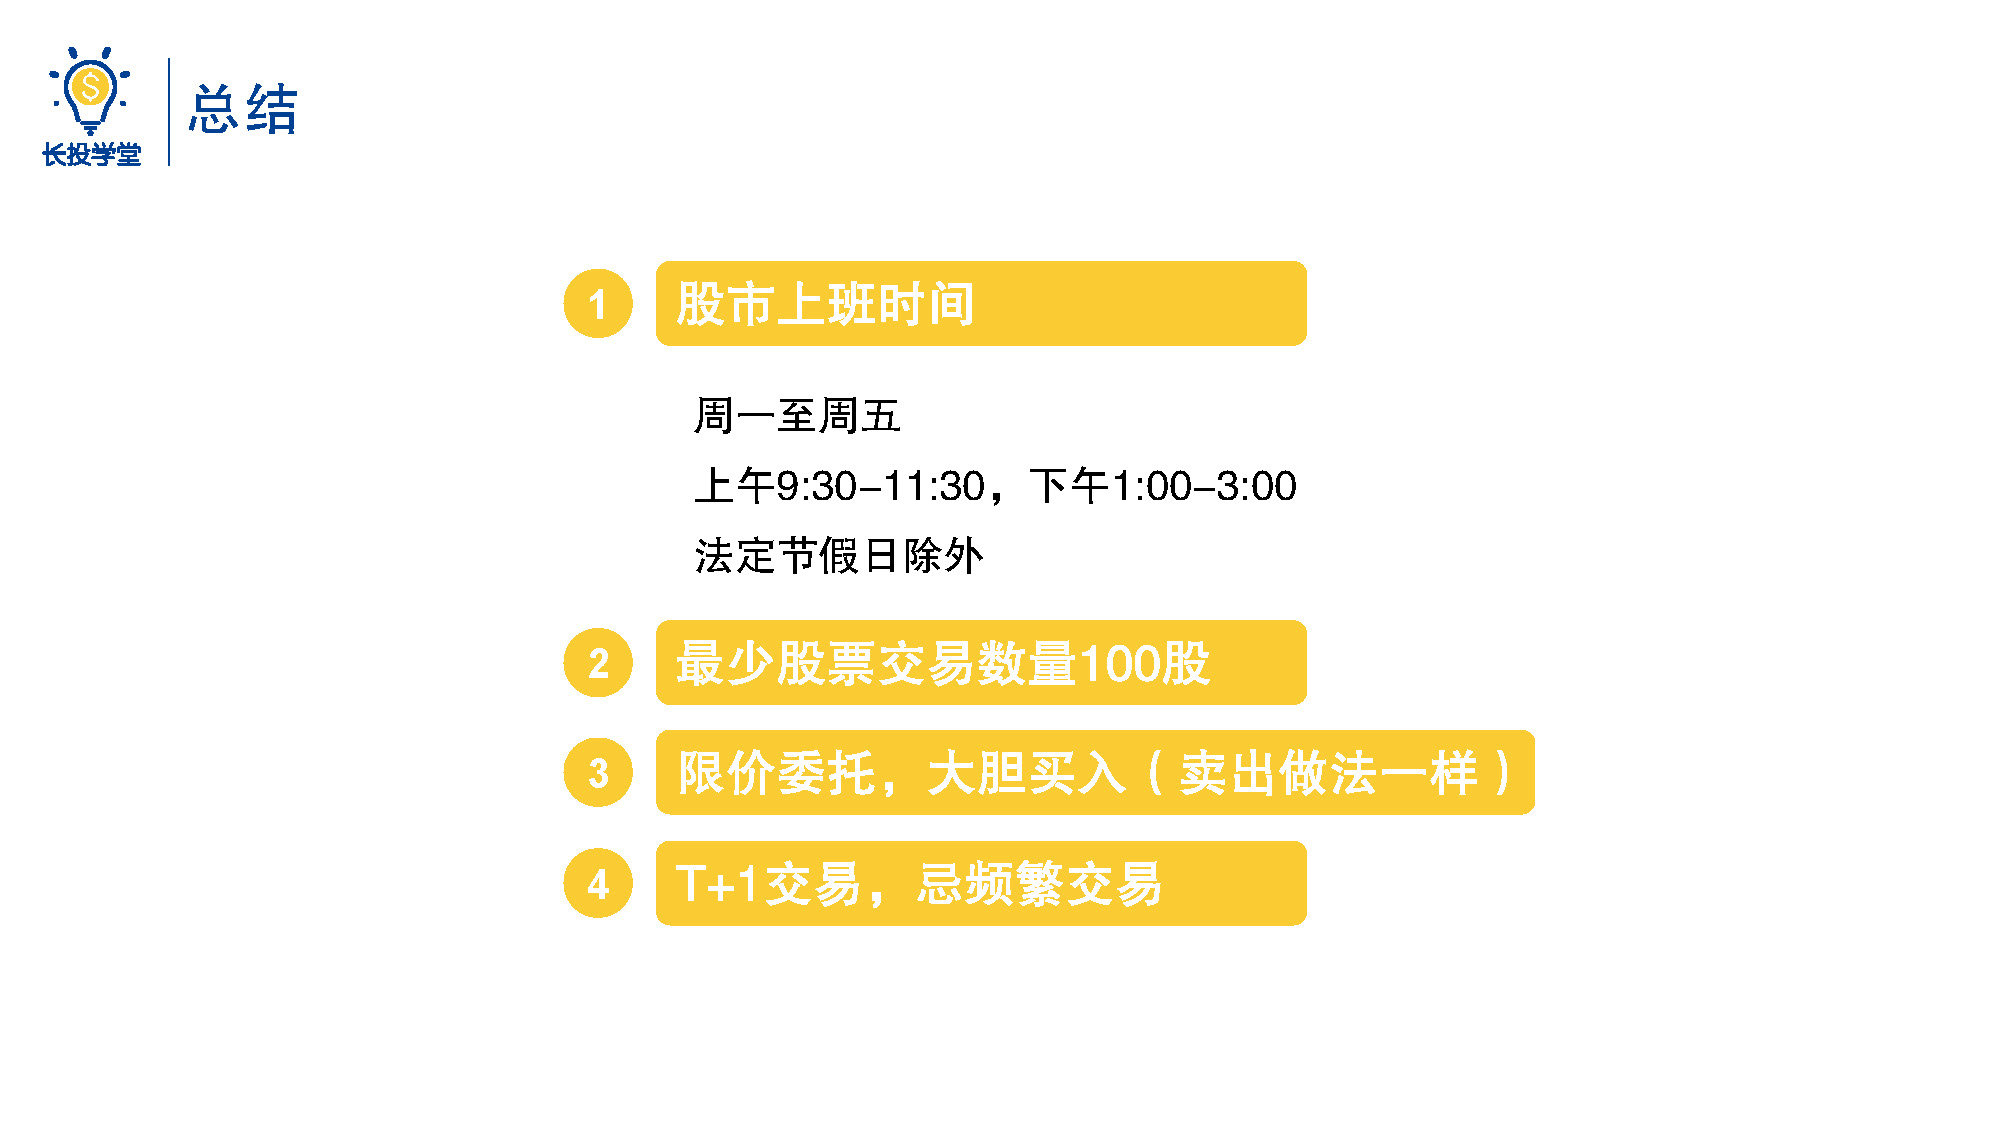 $
长投学堂
总结
1 股市上班时间
周一至周五
上午9:30-11:30，下午1:00-3:00
法定节假日除外
2 最少股票交易数量100股
3 限价委托，大胆买入（卖出做法一样）
4 T+1交易，忌频繁交易